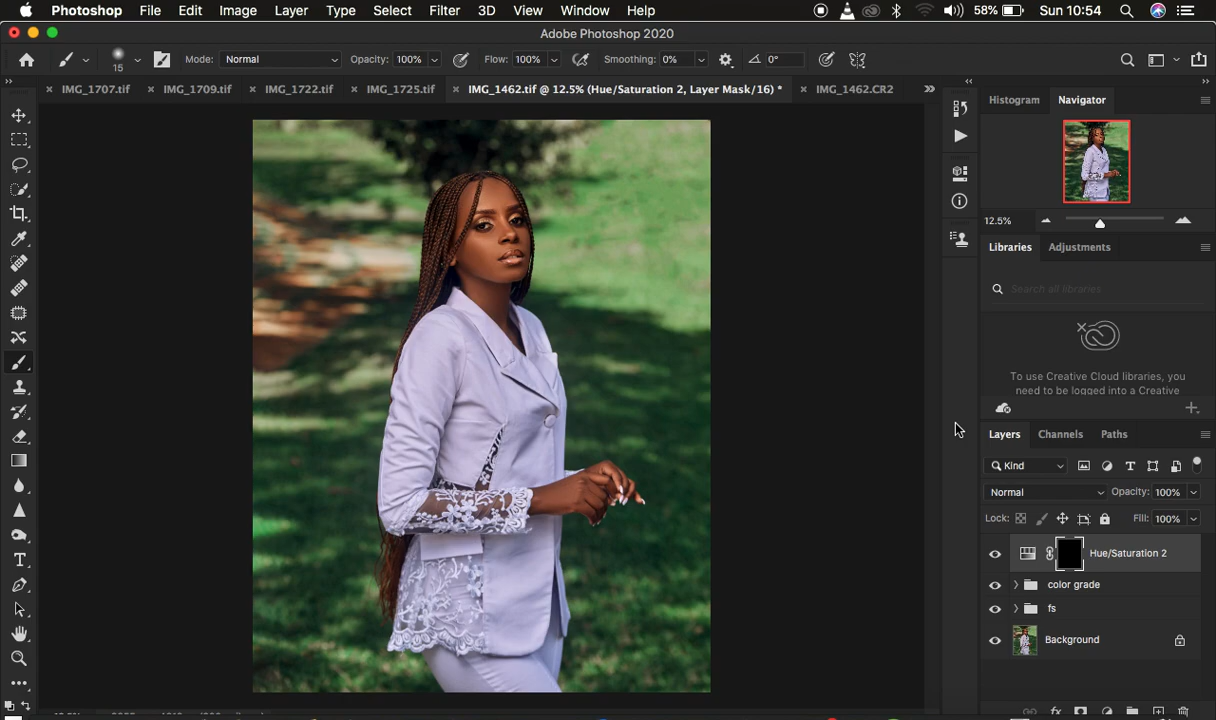 Photoshop File Edit Image Layer Type Select Filter 3D View Window Help 58% Sun 10:54
Adobe Photoshop 2020
15 Mode: Normal Opacity: 100% Flow: 100% Smoothing: 0% 0°
IMG_1707.tif IMG_1709.tif IMG_1722.tif IMG_1725.tif IMG_1462.tif @ 12.5% (Hue/Saturation 2, Layer Mask/16) * IMG_1462.CR2
Histogram Navigator
12.5%
Libraries Adjustments
Search all libraries
To use Creative Cloud libraries, you
need to be logged into a Creative
Layers Channels Paths
Kind
Normal Opacity: 100%
Lock: Fill: 100%
Hue/Saturation 2
color grade
fs
Background